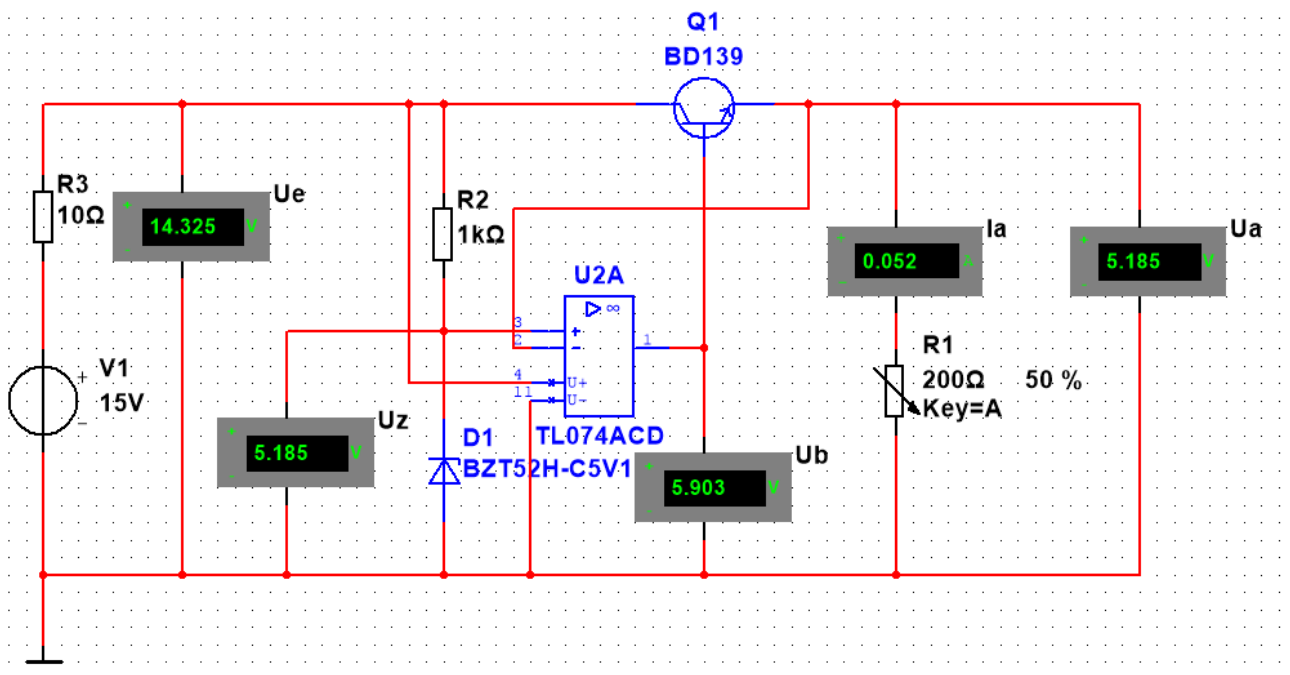 Q1
BD139
R3
10Ω
+
14.325 V
-
Ue
R2
1kΩ
+
0.052 A
-
Ia
+
5.185 V
-
Ua
U2A
∞
3 +
2 -
1
4 U+
11 U-
TL074ACD
V1
15V
+
-
R1
200Ω 50 %
Key=A
+
5.185 V
-
Uz
D1
BZT52H-C5V1
+
5.903 V
-
Ub